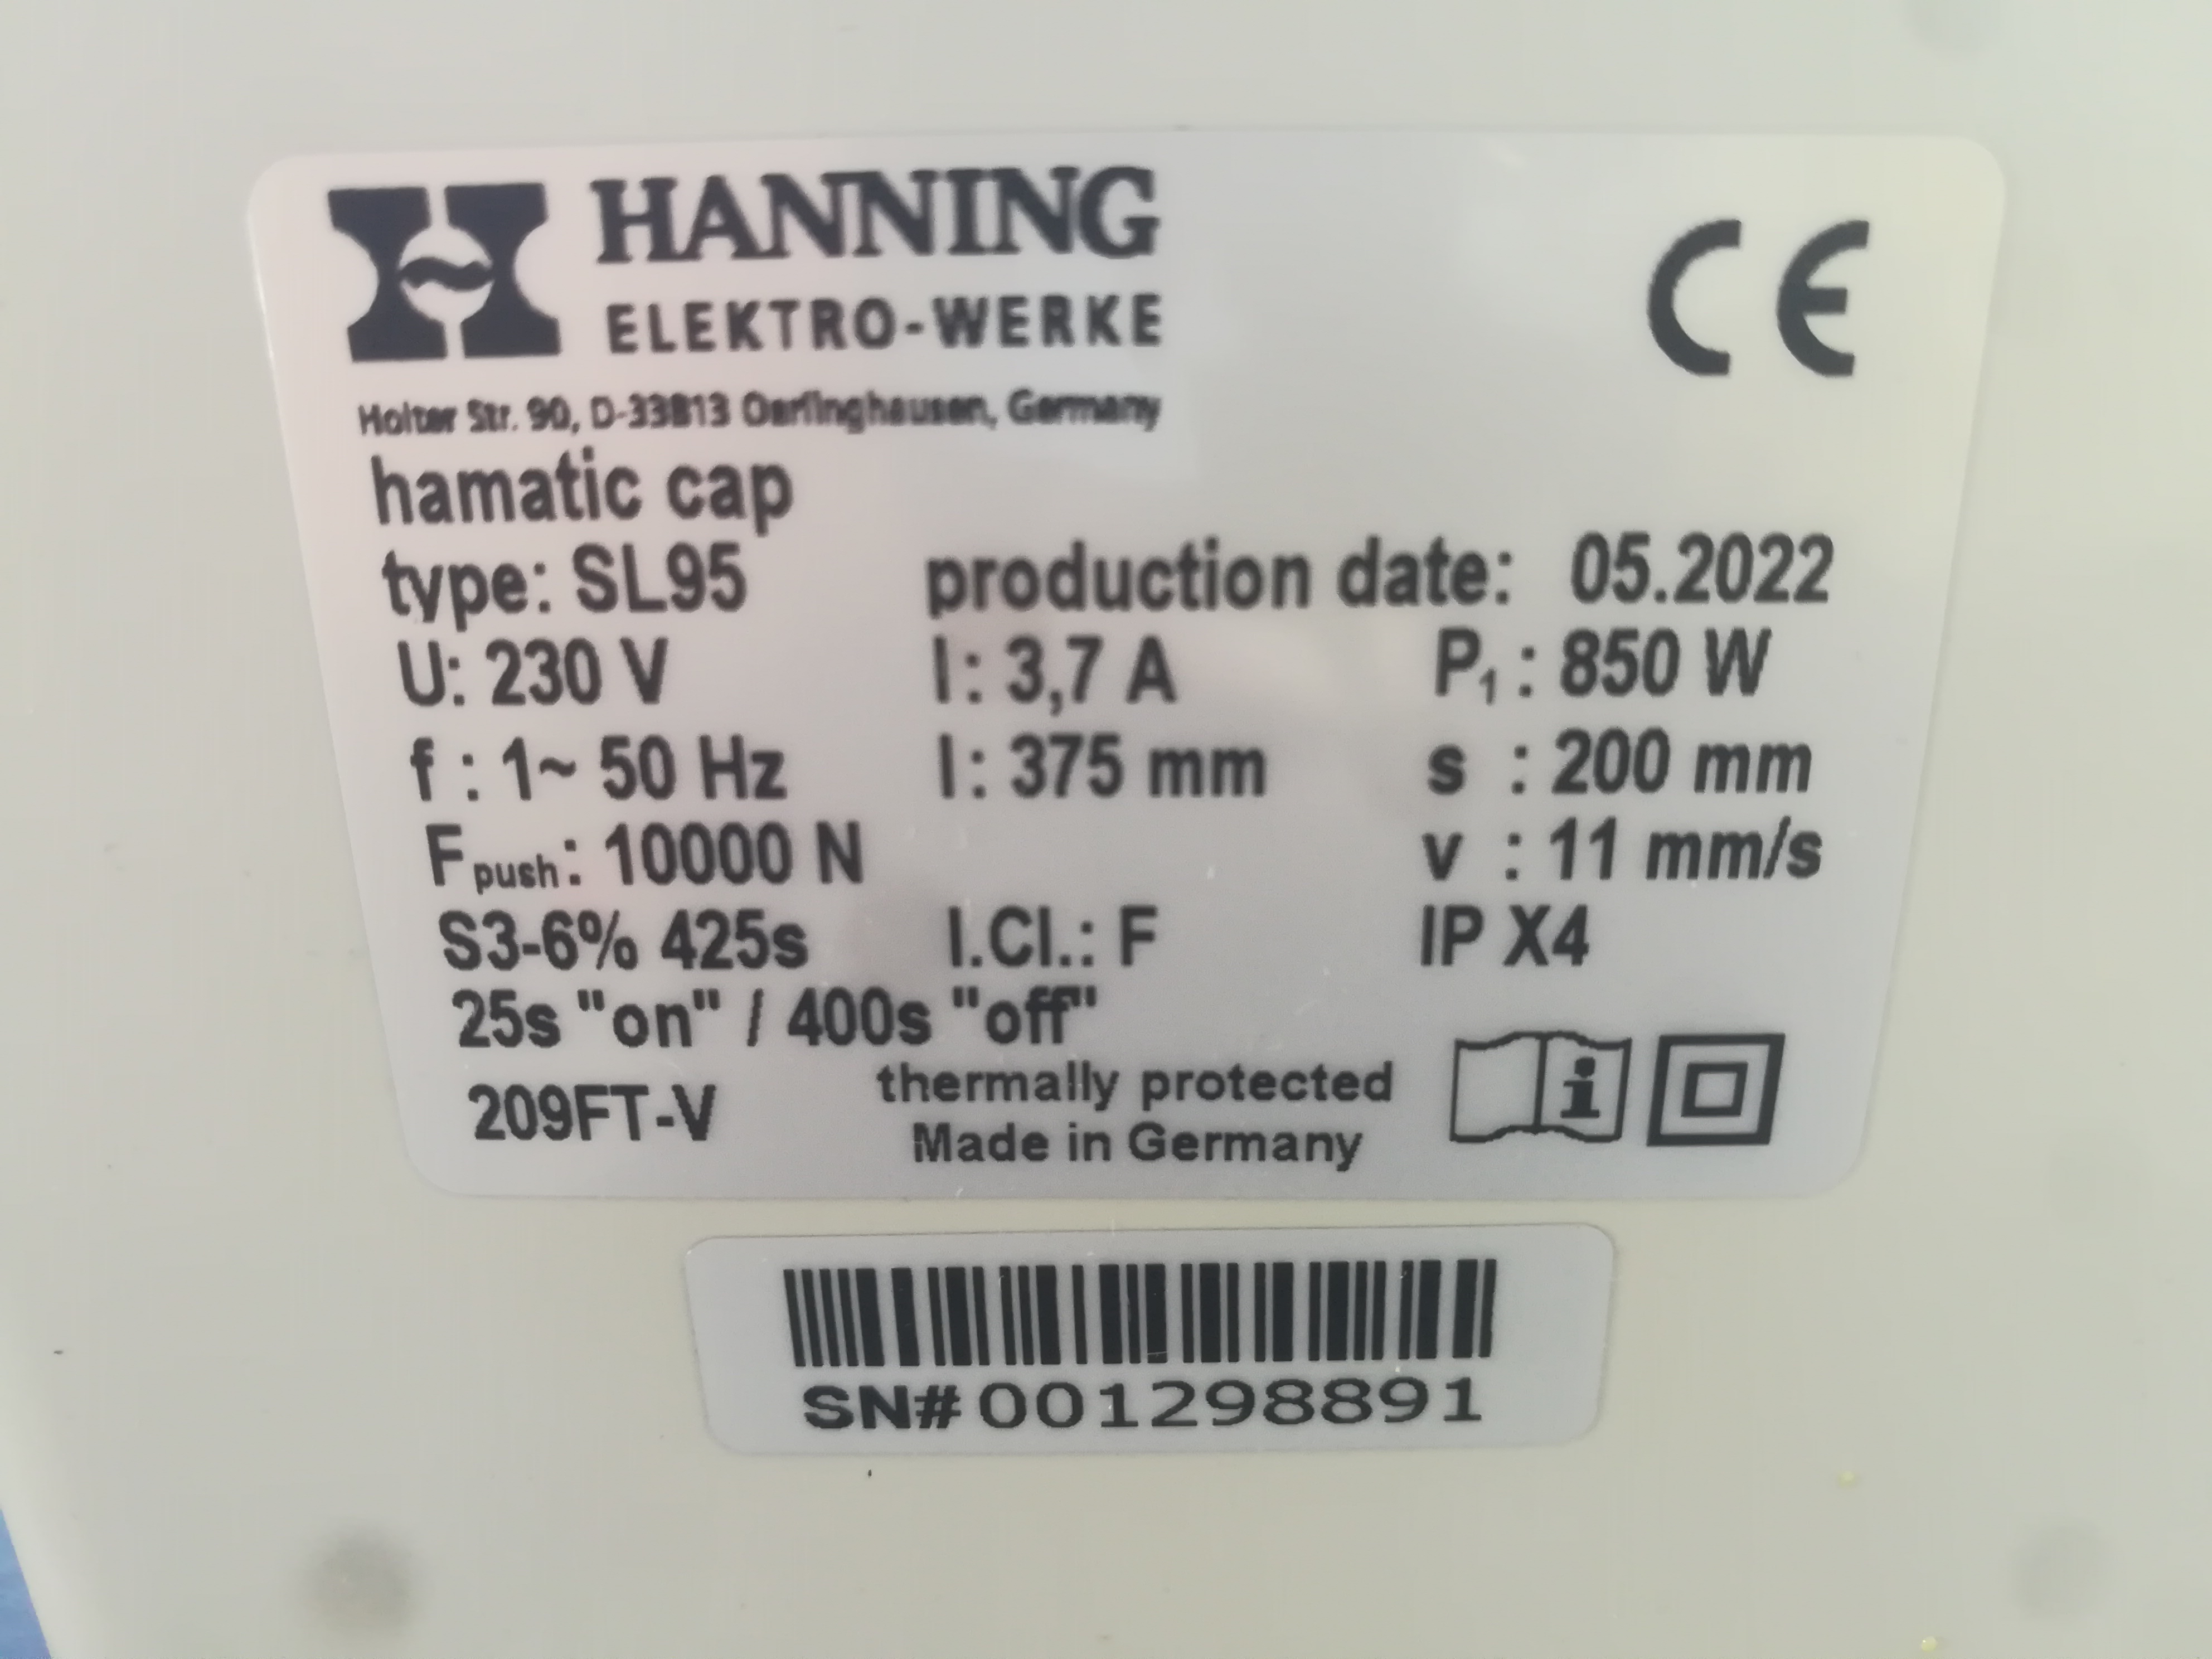 HANNING
ELEKTRO-WERKE
Holter Str. 90, D-33813 Oerlinghausen, Germany
CE
hamatic cap
type: SL95 production date: 05.2022
U: 230 V I: 3,7 A P₁: 850 W
f : 1~ 50 Hz l: 375 mm s : 200 mm
Fpush: 10000 N v : 11 mm/s
S3-6% 425s I.Cl.: F IP X4
25s "on" / 400s "off"
209FT-V thermally protected
Made in Germany
SN# 001298891